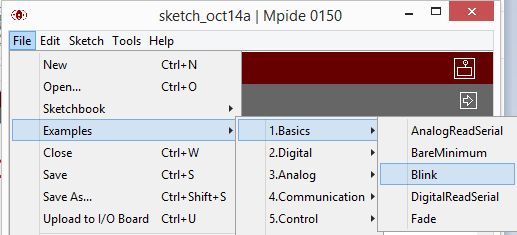 sketch_oct14a | Mpide 0150
File Edit Sketch Tools Help
New Ctrl+N
Open... Ctrl+O
Sketchbook
Examples 1.Basics AnalogReadSerial
2.Digital BareMinimum
Close Ctrl+W 3.Analog Blink
Save Ctrl+S 4.Communication DigitalReadSerial
Save As... Ctrl+Shift+S 5.Control Fade
Upload to I/O Board Ctrl+U